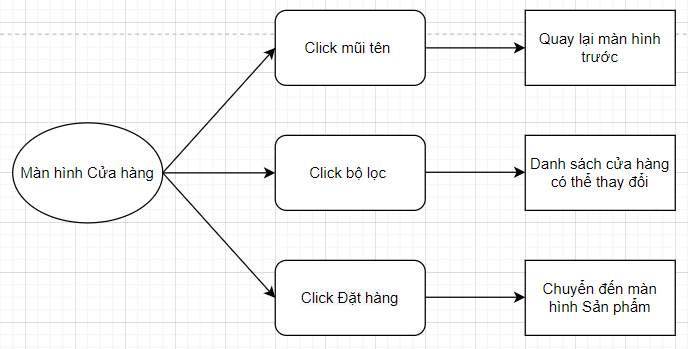 Màn hình Cửa hàng
Click mũi tên
Quay lại màn hình
trước
Click bộ lọc
Danh sách cửa hàng
có thể thay đổi
Click Đặt hàng
Chuyển đến màn
hình Sản phẩm